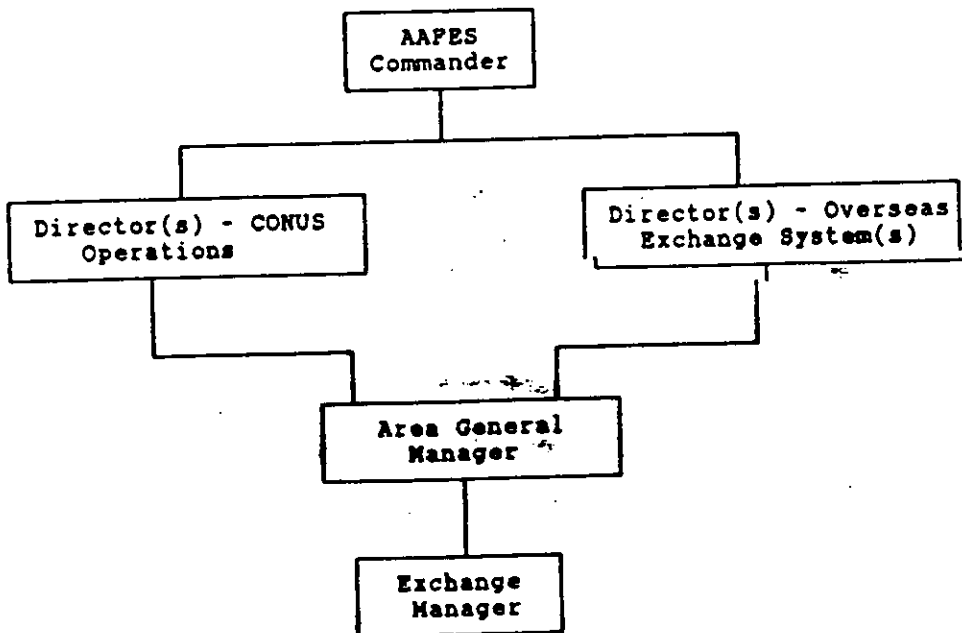 AAFES
Commander
Director(s) - CONUS
Operations
Director(s) - Overseas
Exchange System(s)
Area General
Manager
Exchange
Manager